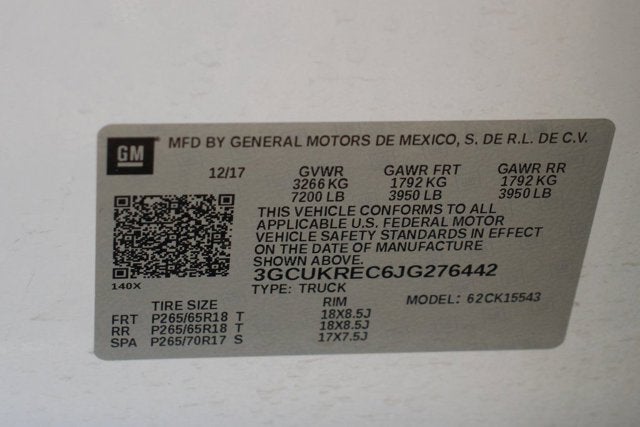 GM MFD BY GENERAL MOTORS DE MEXICO, S. DE R.L. DE C.V.
12/17 GVWR GAWR FRT GAWR RR
3266 KG 1792 KG 1792 KG
7200 LB 3950 LB 3950 LB
THIS VEHICLE CONFORMS TO ALL
APPLICABLE U.S. FEDERAL MOTOR
VEHICLE SAFETY STANDARDS IN EFFECT
ON THE DATE OF MANUFACTURE
SHOWN ABOVE.
3GCUKREC6JG276442
140X
TYPE: TRUCK
TIRE SIZE RIM MODEL: 62CK15543
FRT P265/65R18 T 18X8.5J
RR P265/65R18 T 18X8.5J
SPA P265/70R17 S 17X7.5J